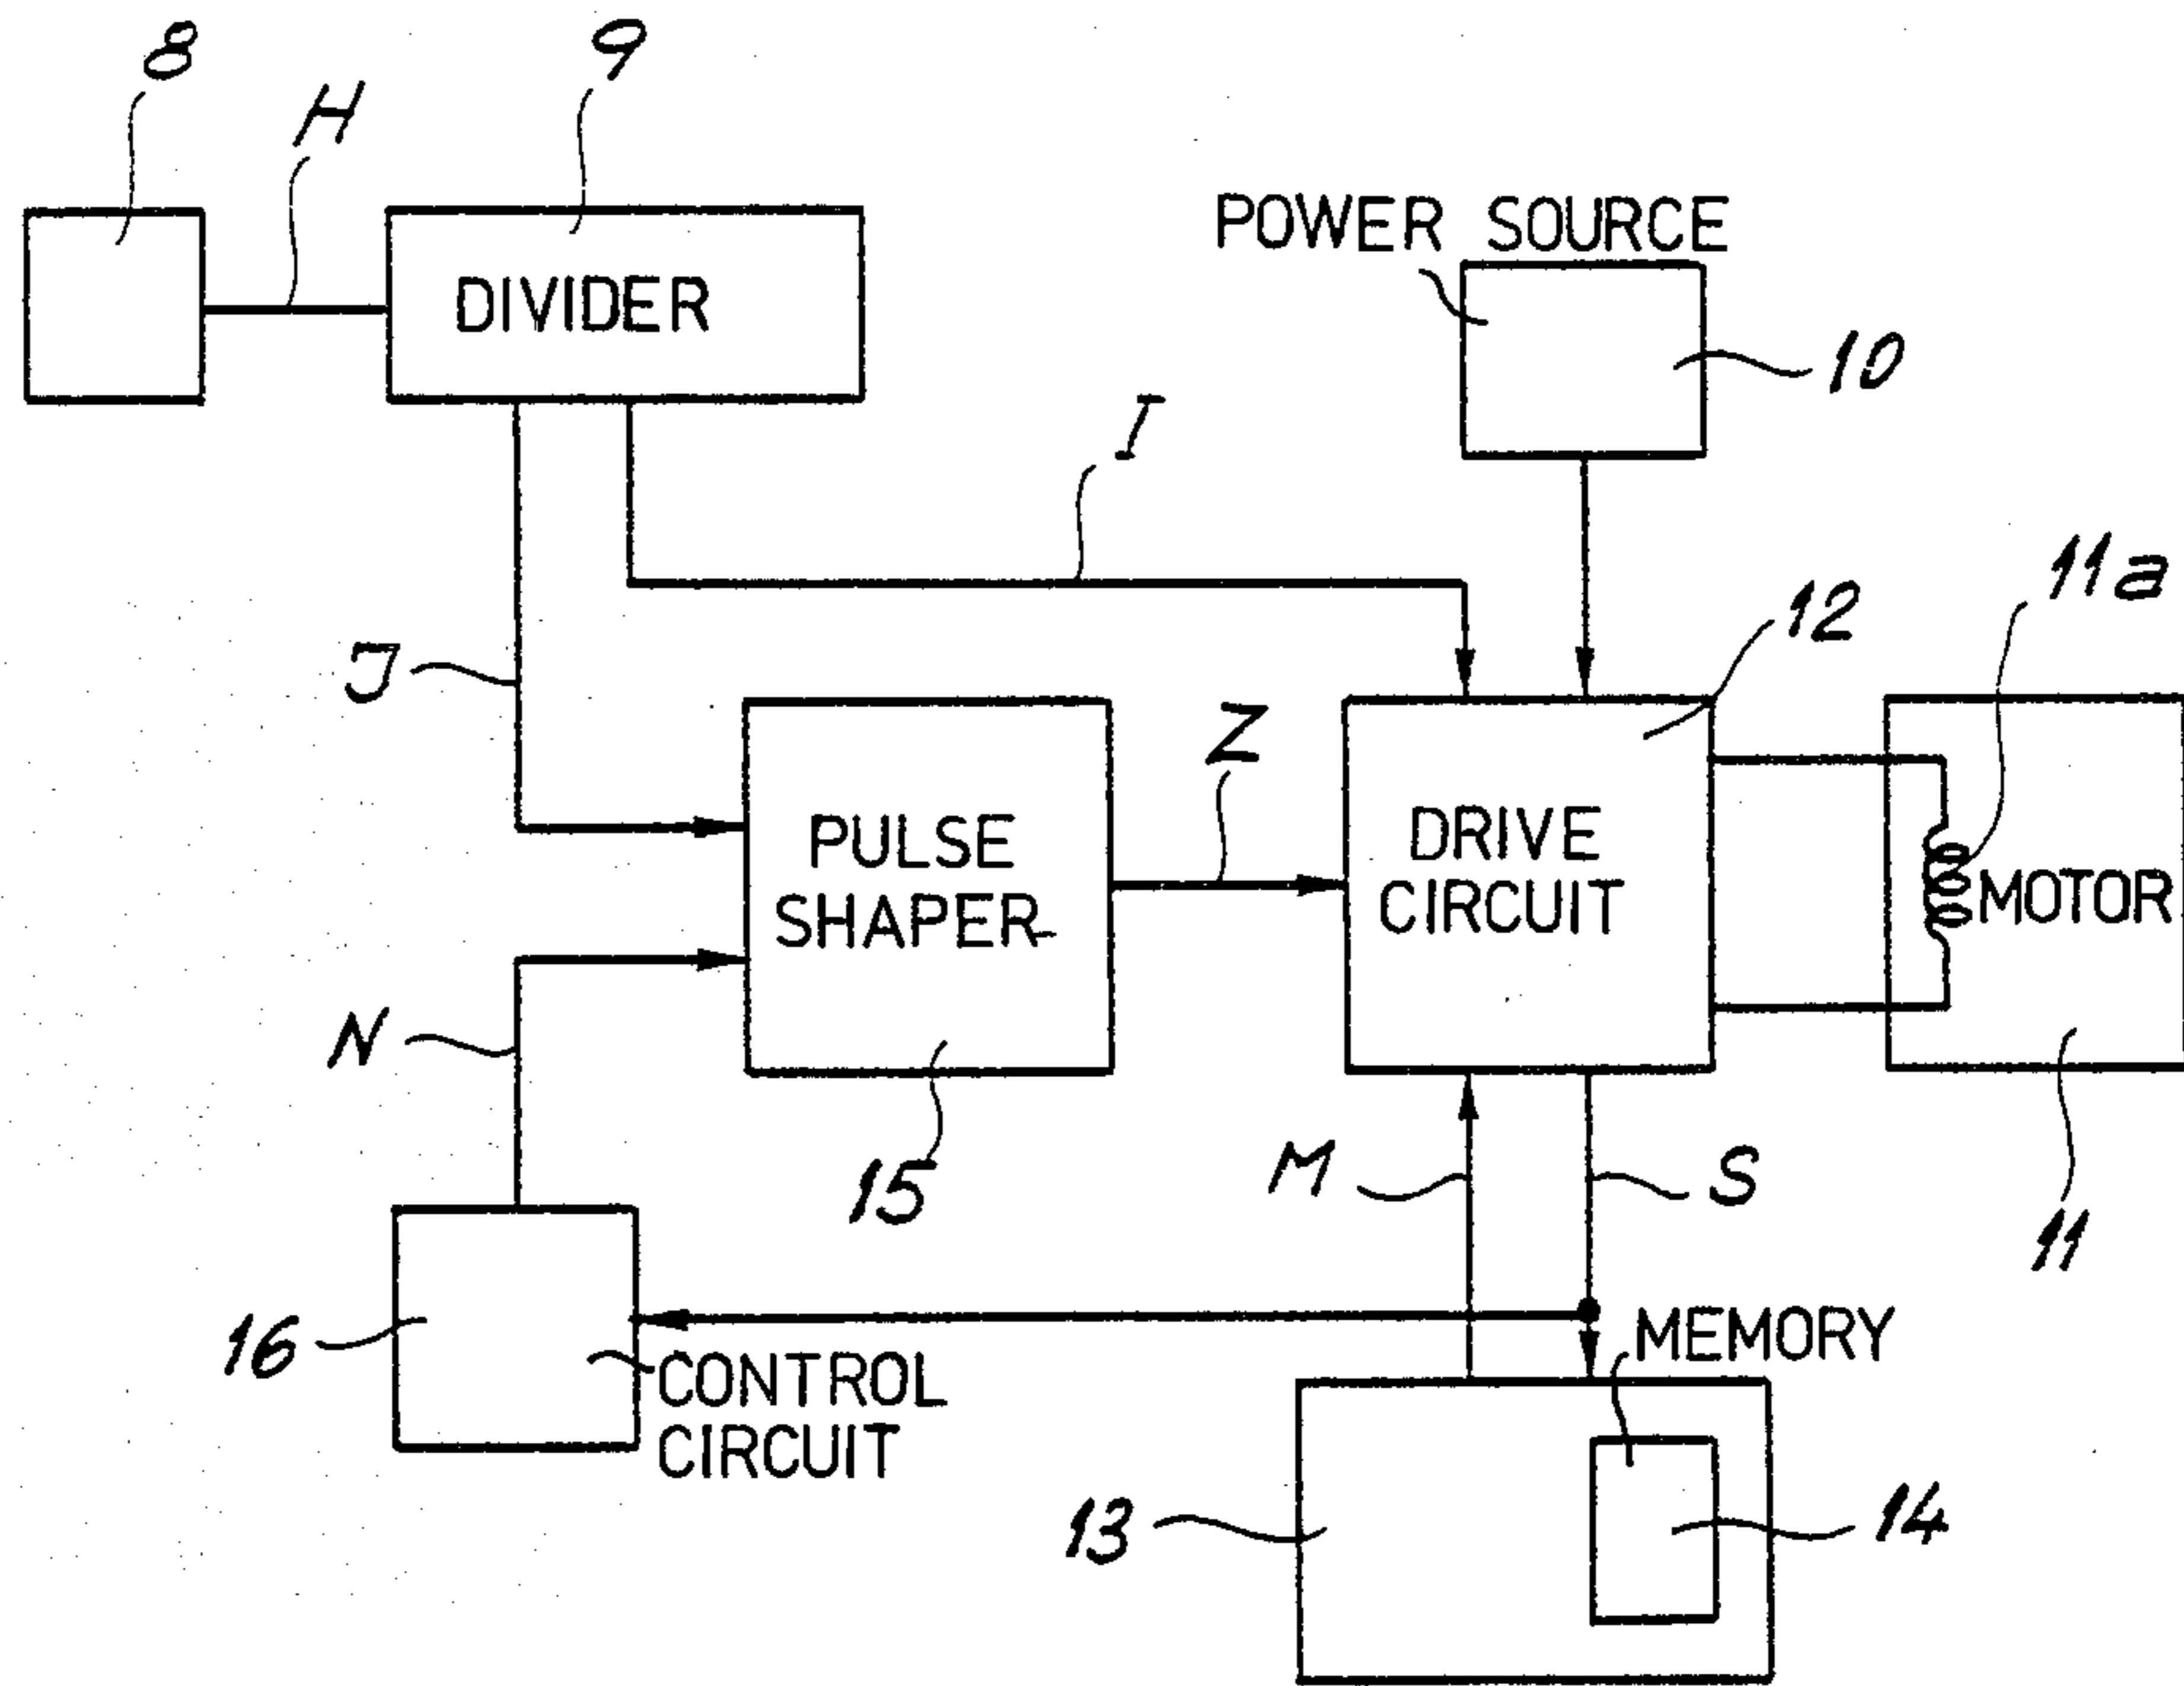 8
H
9
DIVIDER
POWER SOURCE
10
I
11a
12
J
Z
PULSE
SHAPER
DRIVE
CIRCUIT
MOTOR
N
15
M
S
11
16
CONTROL
CIRCUIT
MEMORY
13
14